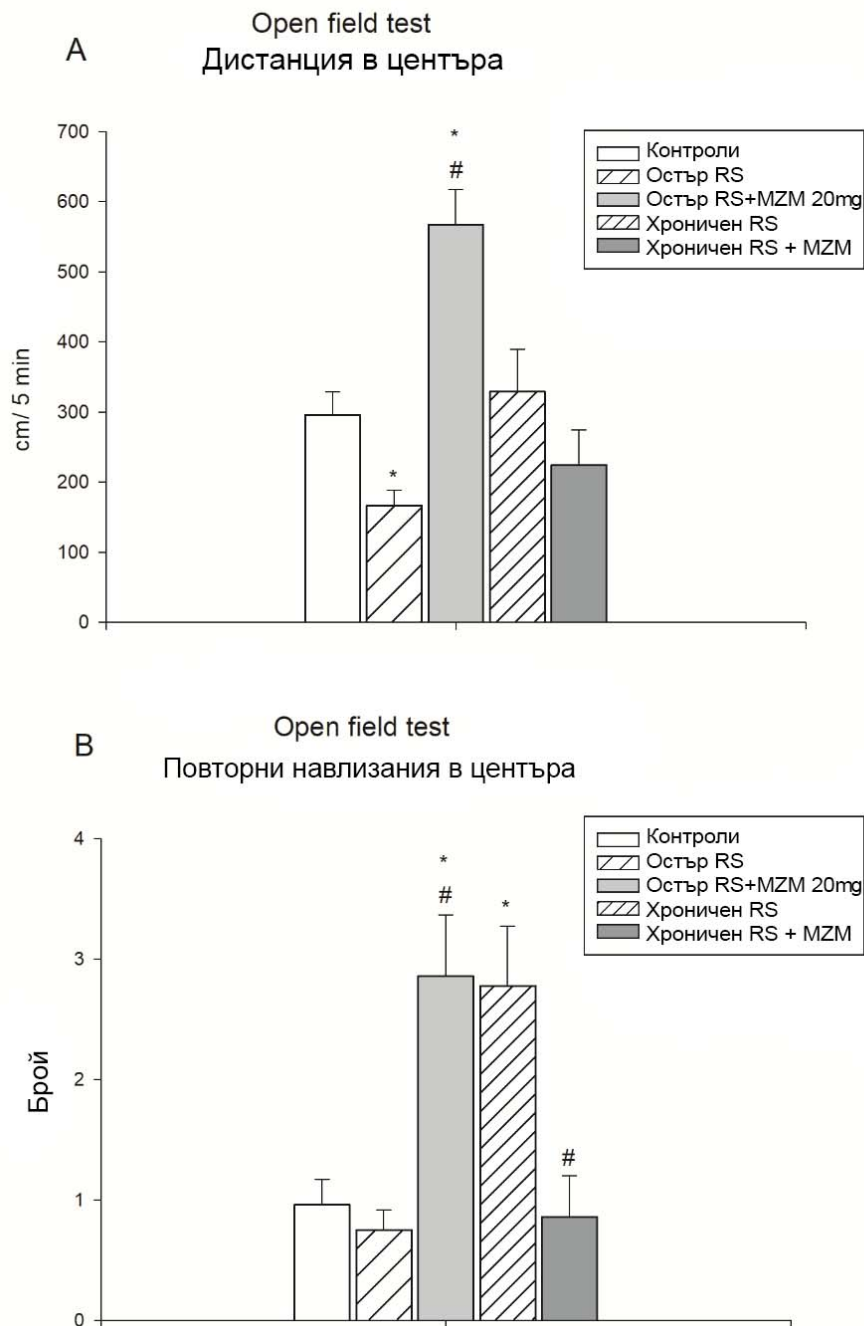 Open field test
A
Дистанция в центъра
700
600
500
400
300
200
100
0
cm/ 5 min
*
*
#
Контроли
Остър RS
Остър RS+MZM 20mg
Хроничен RS
Хроничен RS + MZM
Open field test
B
Повторни навлизания в центъра
4
3
2
1
0
Брой
*
#
*
#
Контроли
Остър RS
Остър RS+MZM 20mg
Хроничен RS
Хроничен RS + MZM